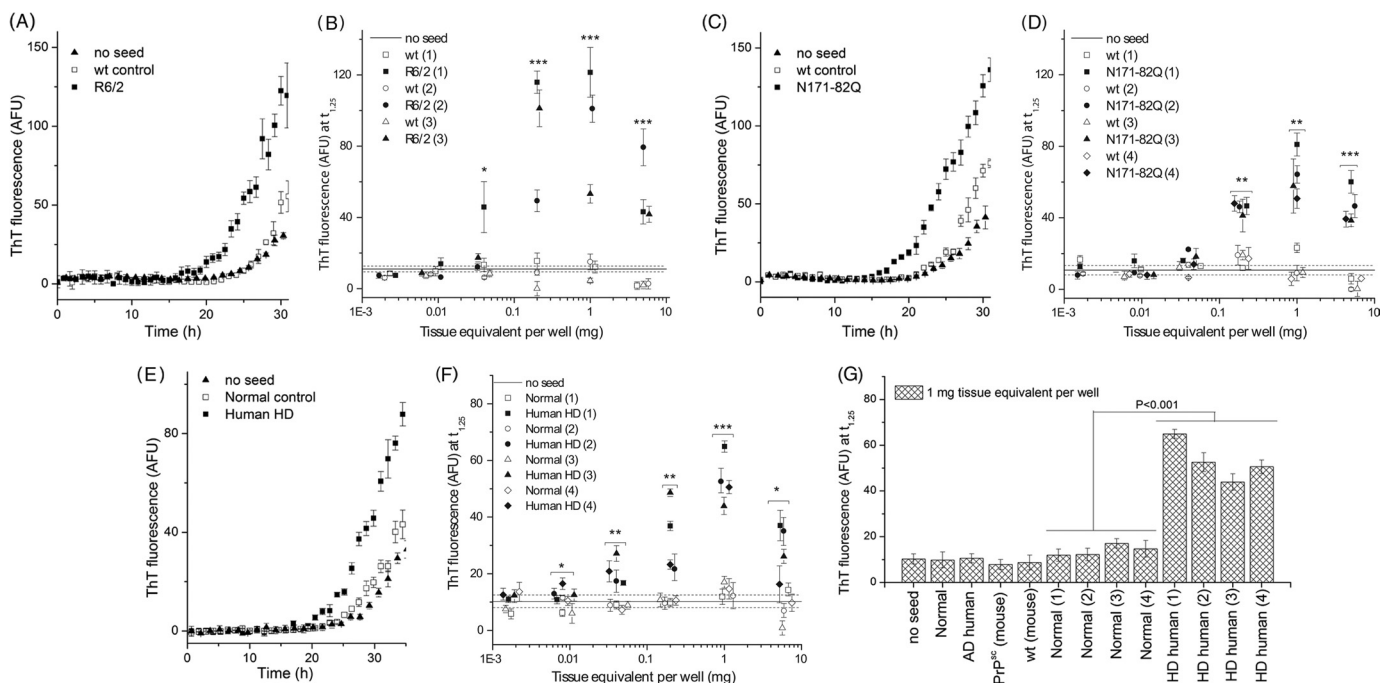 (A)
no seed
wt control
R6/2
ThT fluorescence (AFU)
150
100
50
0
0
10
20
30
Time (h)
(B)
no seed
wt (1)
R6/2 (1)
wt (2)
R6/2 (2)
wt (3)
R6/2 (3)
*
***
***
***
ThT fluorescence (AFU) at t1.25
120
80
40
0
1E-3
0.01
0.1
1
10
Tissue equivalent per well (mg)
(C)
no seed
wt control
N171-82Q
ThT fluorescence (AFU)
150
100
50
0
0
10
20
30
Time (h)
(D)
no seed
wt (1)
N171-82Q (1)
wt (2)
N171-82Q (2)
wt (3)
N171-82Q (3)
wt (4)
N171-82Q (4)
**
**
***
ThT fluorescence (AFU) at t1.25
120
80
40
0
1E-3
0.01
0.1
1
10
Tissue equivalent per well (mg)
(E)
no seed
Normal control
Human HD
ThT fluorescence (AFU)
80
40
0
0
10
20
30
Time (h)
(F)
no seed
Normal (1)
Human HD (1)
Normal (2)
Human HD (2)
Normal (3)
Human HD (3)
Normal (4)
Human HD (4)
*
**
**
***
*
ThT fluorescence (AFU) at t1.25
80
60
40
20
0
1E-3
0.01
0.1
1
10
Tissue equivalent per well (mg)
(G)
1 mg tissue equivalent per well
P<0.001
ThT fluorescence (AFU) at t1.25
80
60
40
20
0
no seed
Normal
AD human
PrPsc (mouse)
wt (mouse)
Normal (1)
Normal (2)
Normal (3)
Normal (4)
HD human (1)
HD human (2)
HD human (3)
HD human (4)